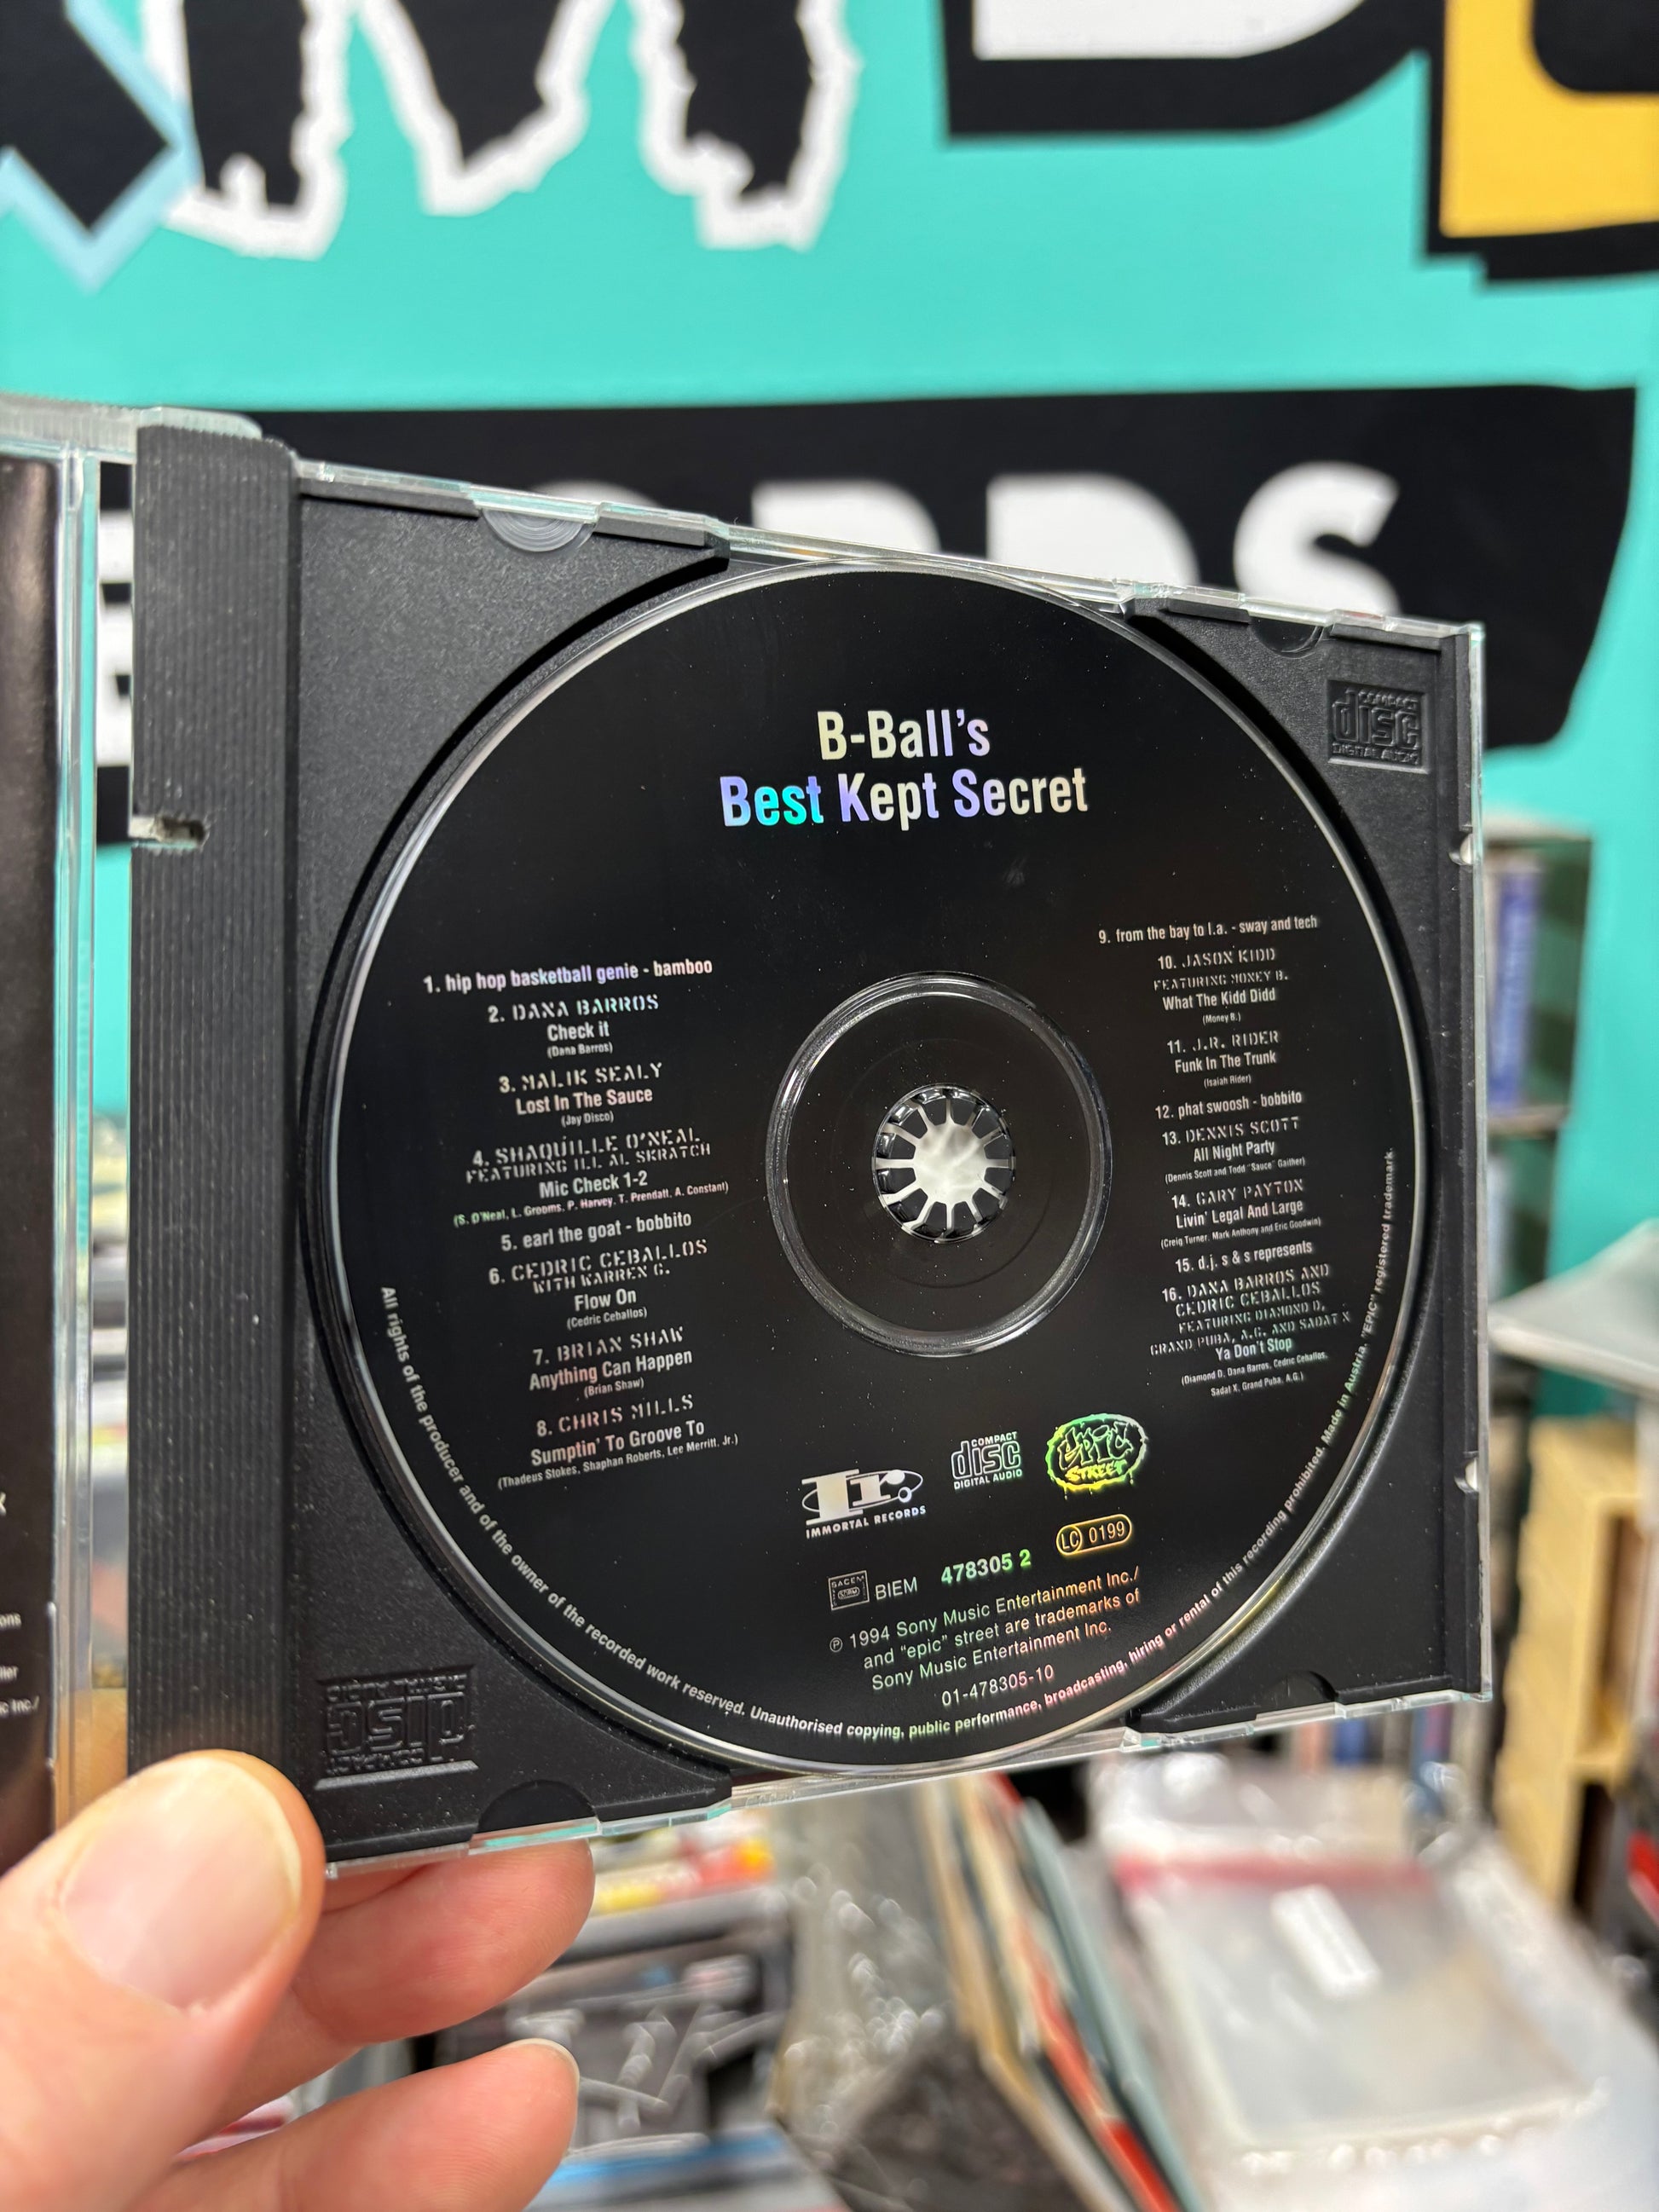 RDS
B-Ball's
Best Kept Secret
1. hip hop basketball genie - bamboo
2. DANA BARROS
Check it
(Dana Barros)
3. MALIK SEALY
Lost In The Sauce
(Jay Disco)
4. SHAQUILLE O'NEAL
FEATURING ILL AL SKRATCH
Mic Check 1-2
(S. O'Neal, L. Grooms, P. Harvey, T. Prendall, A. Constant)
5. earl the goat - bobbito
6. CEDRIC CEBALLOS
WITH WARREN G.
Flow On
(Cedric Ceballos)
7. BRIAN SHAW
Anything Can Happen
(Brian Shaw)
8. CHRIS MILLS
Sumptin' To Groove To
(Thadeus Stokes, Shaphan Roberts, Lee Merritt, Jr.)
9. from the bay to l.a. - sway and tech
10. JASON KIDD
FEATURING MONEY B.
What The Kidd Didd
(Money B.)
11. J.R. RIDER
Funk In The Trunk
(Isaiah Rider)
12. phat swoosh - bobbito
13. DENNIS SCOTT
All Night Party
(Dennis Scott and Todd "Sauce" Gaither)
14. GARY PAYTON
Livin' Legal And Large
(Creig Turner, Mark Anthony and Eric Goodwin)
15. d.j. s & s represents
16. DANA BARROS AND
CEDRIC CEBALLOS
FEATURING DIAMOND D,
GRAND PUBA, A.G. AND SADAT X
Ya Don't Stop
(Diamond D, Dana Barros, Cedric Ceballos,
Sadat X, Grand Puba, A.G.)
Ir.
IMMORTAL RECORDS
COMPACT
disc
DIGITAL AUDIO
epic
STREET
LC 0199
SACEM
BIEM 478305 2
℗ 1994 Sony Music Entertainment Inc./
and "epic" street are trademarks of
Sony Music Entertainment Inc.
01-478305-10
All rights of the producer and of the owner of the recorded work reserved. Unauthorised copying, public performance, broadcasting, hiring or rental of this recording prohibited. Made in Austria. "EPIC" registered trademark.
COMPACT
disc
DIGITAL AUDIO
COMPACT
disc
DIGITAL AUDIO